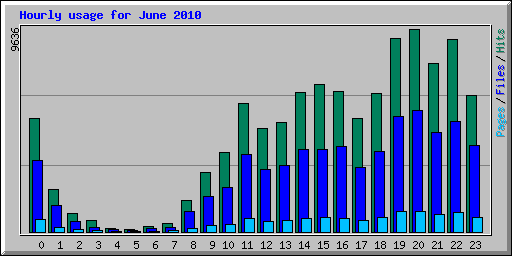 Hourly usage for June 2010
9636
Pages / Files / Hits
0 1 2 3 4 5 6 7 8 9 10 11 12 13 14 15 16 17 18 19 20 21 22 23